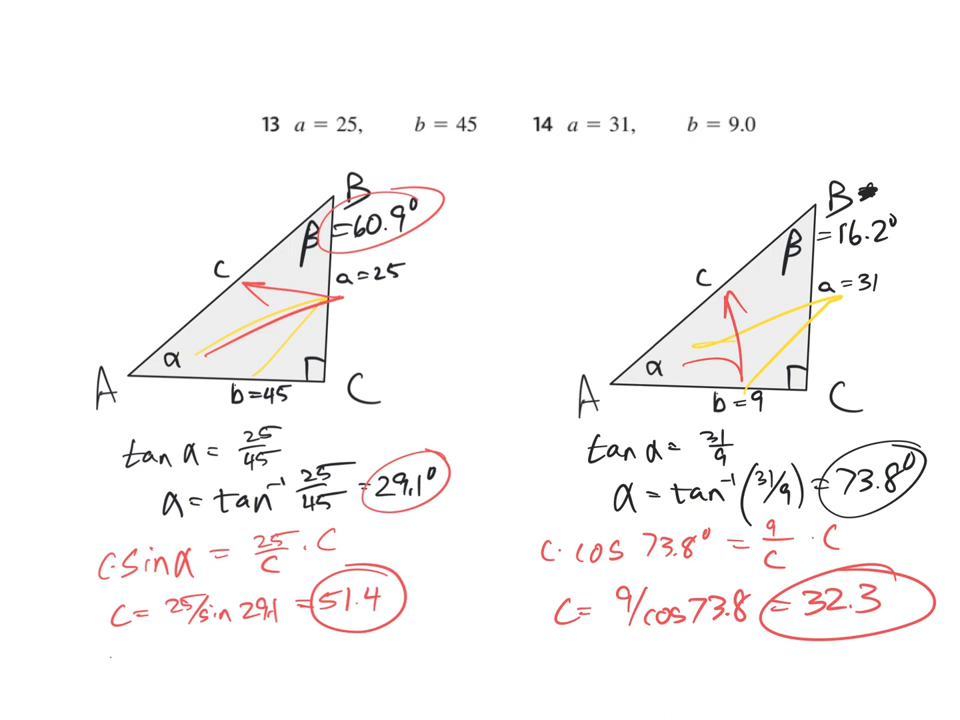 13 a = 25, b = 45 14 a = 31, b = 9.0
B
β = 60.9°
c
a = 25
α
A
b = 45
C
tan α = 25/45
α = tan⁻¹ 25/45 = 29.1°
c· sin α = 25/c · c
c = 25/sin 29.1 = 51.4
B
β = 16.2°
c
a = 31
α
A
b = 9
C
tan α = 31/9
α = tan⁻¹ (31/9) = 73.8°
c· cos 73.8° = 9/c · c
c = 9/cos 73.8 = 32.3